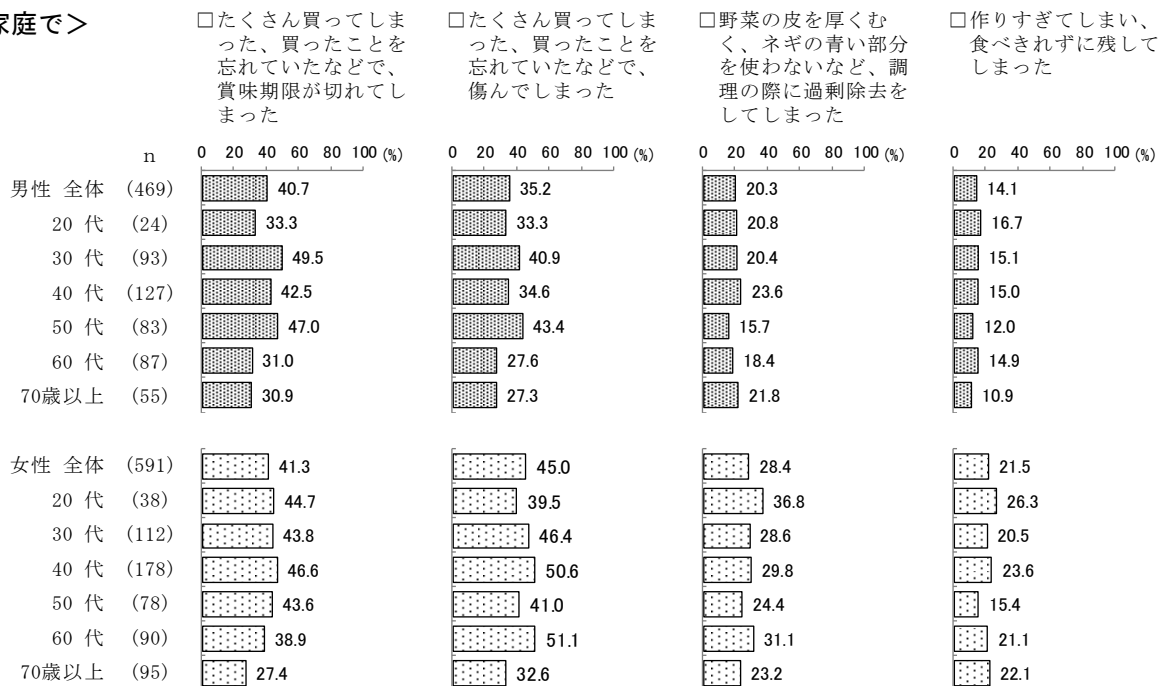 家庭で＞
□たくさん買ってしま
った、買ったことを
忘れていたなどで、
賞味期限が切れてし
まった
□たくさん買ってしま
った、買ったことを
忘れていたなどで、
傷んでしまった
□野菜の皮を厚くむ
く、ネギの青い部分
を使わないなど、調
理の際に過剰除去を
してしまった
□作りすぎてしまい、
食べきれずに残して
しまった
n 0 20 40 60 80 100 (%) 0 20 40 60 80 100 (%) 0 20 40 60 80 100 (%) 0 20 40 60 80 100 (%)
男性 全体 (469) 40.7 35.2 20.3 14.1
20 代 (24) 33.3 33.3 20.8 16.7
30 代 (93) 49.5 40.9 20.4 15.1
40 代 (127) 42.5 34.6 23.6 15.0
50 代 (83) 47.0 43.4 15.7 12.0
60 代 (87) 31.0 27.6 18.4 14.9
70歳以上 (55) 30.9 27.3 21.8 10.9
女性 全体 (591) 41.3 45.0 28.4 21.5
20 代 (38) 44.7 39.5 36.8 26.3
30 代 (112) 43.8 46.4 28.6 20.5
40 代 (178) 46.6 50.6 29.8 23.6
50 代 (78) 43.6 41.0 24.4 15.4
60 代 (90) 38.9 51.1 31.1 21.1
70歳以上 (95) 27.4 32.6 23.2 22.1